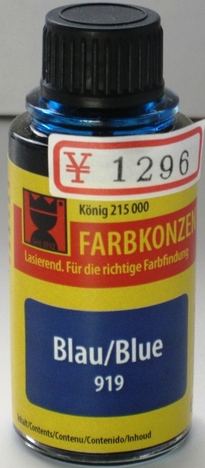 ¥ 1296
König 215 000
FARBKONZEN
Lasierend. Für die richtige Farbfindung
Blau/Blue
919
Inhalt/Contents/Contenu/Contenido/Inhoud